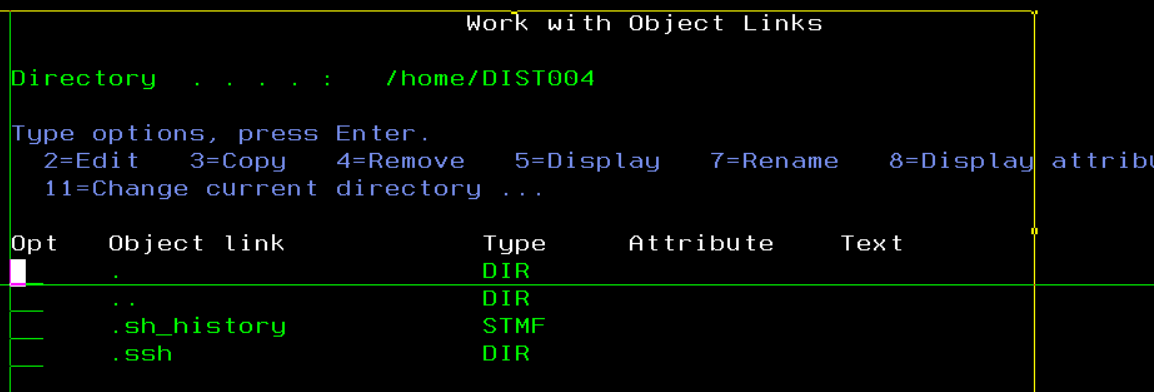 Work with Object Links
Directory . . . . : /home/DIST004
Type options, press Enter.
2=Edit 3=Copy 4=Remove 5=Display 7=Rename 8=Display attribu
11=Change current directory ...
Opt Object link Type Attribute Text
. DIR
.. DIR
.sh_history STMF
.ssh DIR